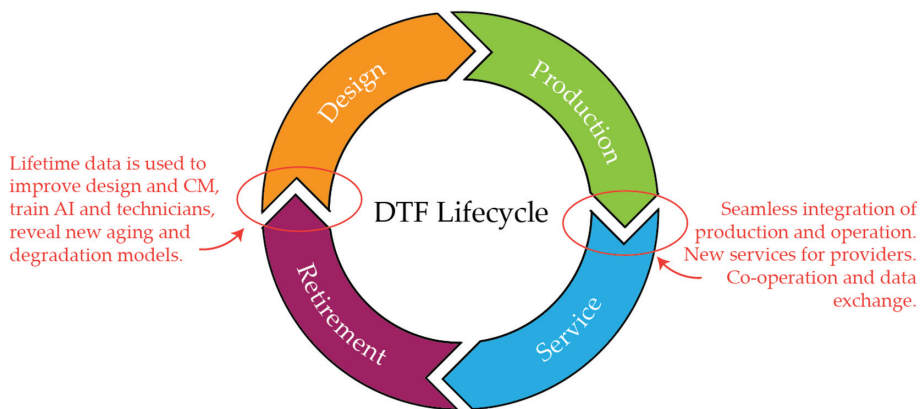 Design
Production
Lifetime data is used to
improve design and CM,
train AI and technicians,
reveal new aging and
degradation models.
DTF Lifecycle
Seamless integration of
production and operation.
New services for providers.
Co-operation and data
exchange.
Retirement
Service